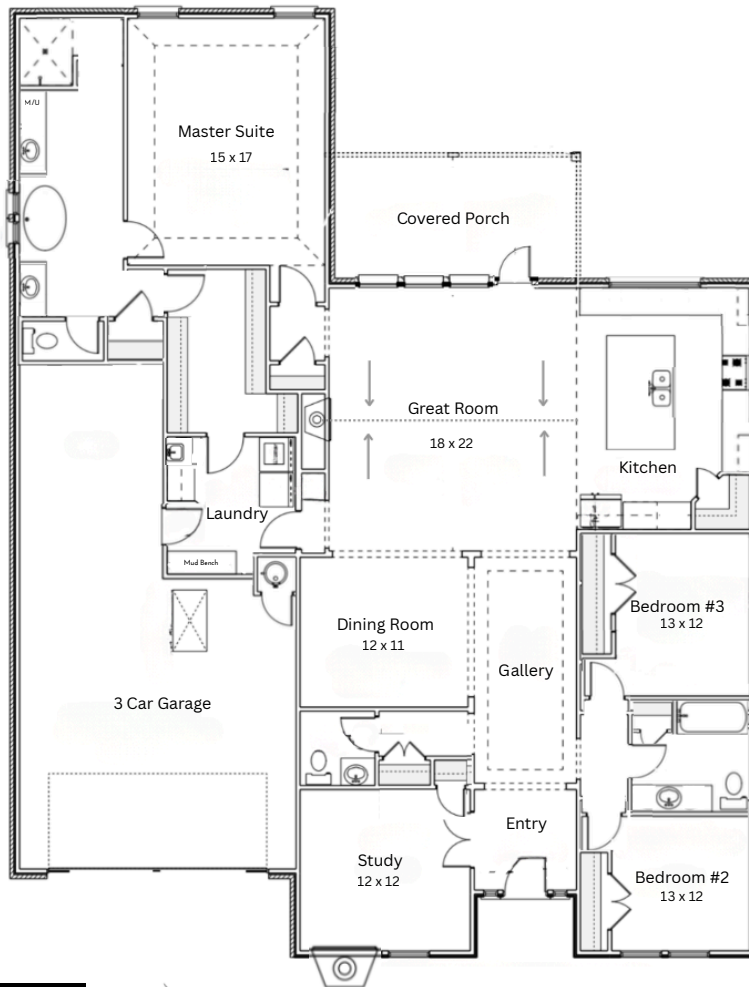 M/U
Master Suite
15 x 17
Covered Porch
Great Room
18 x 22
Kitchen
Laundry
Mud Bench
Dining Room
12 x 11
Bedroom #3
13 x 12
Gallery
3 Car Garage
Entry
Study
12 x 12
Bedroom #2
13 x 12